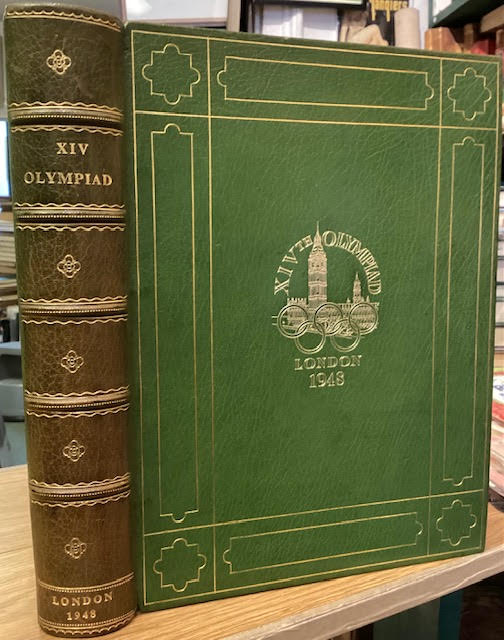 XIV
OLYMPIAD
LONDON
1948
XIVTH OLYMPIAD
LONDON
1948